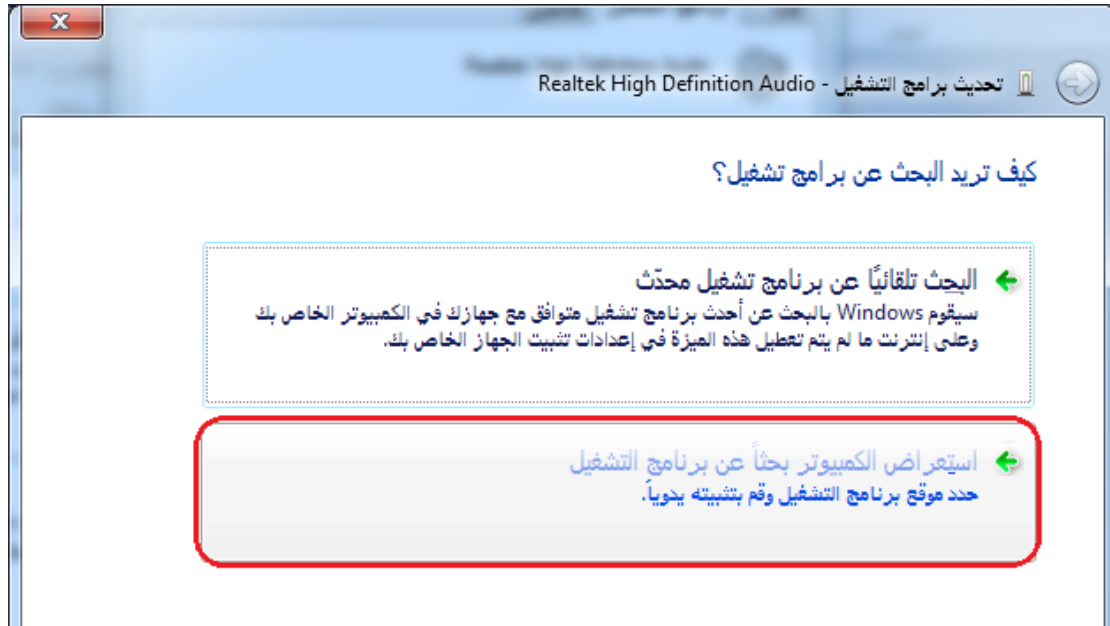 تحديث برامج التشغيل - Realtek High Definition Audio
كيف تريد البحث عن برامج تشغيل؟
البحث تلقائيًا عن برنامج تشغيل محدّث
سيقوم Windows بالبحث عن أحدث برنامج تشغيل متوافق مع جهازك في الكمبيوتر الخاص بك
وعلى إنترنت ما لم يتم تعطيل هذه الميزة في إعدادات تثبيت الجهاز الخاص بك.
استعراض الكمبيوتر بحثاً عن برنامج التشغيل
حدد موقع برنامج التشغيل وقم بتثبيته يدوياً.